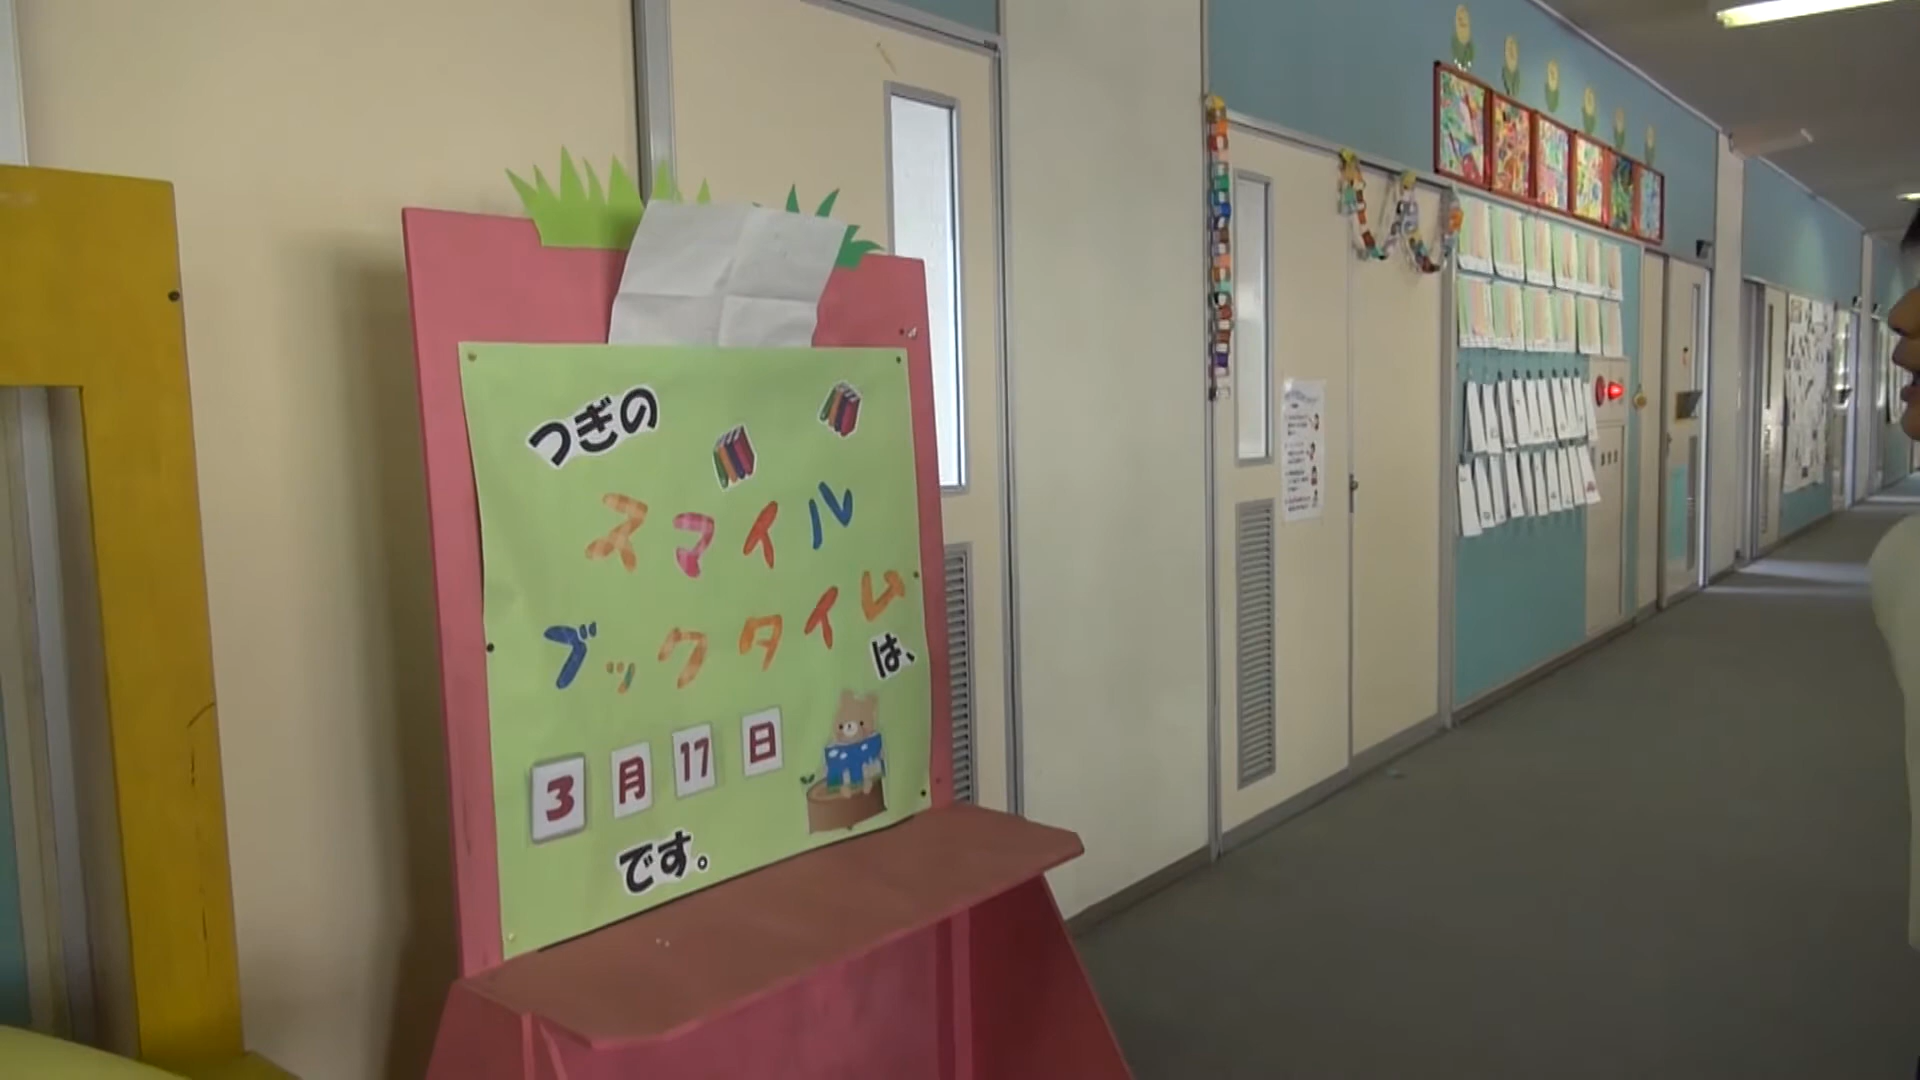 つぎの
スマイル
ブックタイム
は、
3月17日
です。